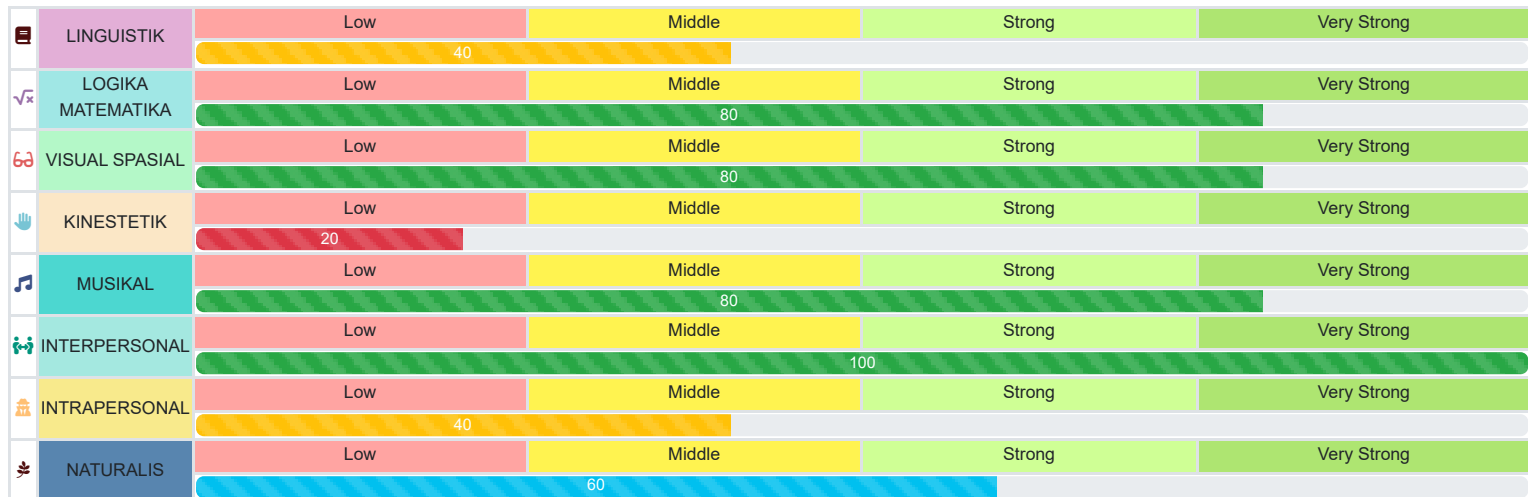 LINGUISTIK
Low Middle Strong Very Strong
40
LOGIKA
MATEMATIKA
Low Middle Strong Very Strong
80
VISUAL SPASIAL
Low Middle Strong Very Strong
80
KINESTETIK
Low Middle Strong Very Strong
20
MUSIKAL
Low Middle Strong Very Strong
80
INTERPERSONAL
Low Middle Strong Very Strong
100
INTRAPERSONAL
Low Middle Strong Very Strong
40
NATURALIS
Low Middle Strong Very Strong
60